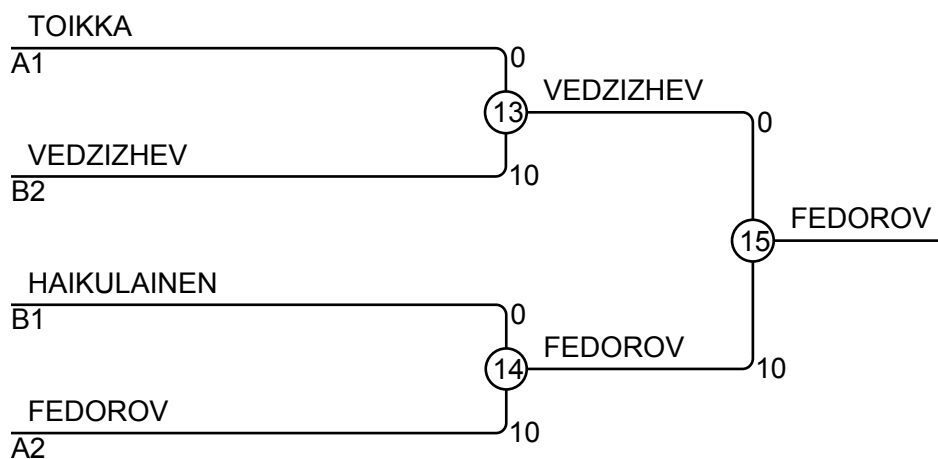 TOIKKA
A1
0
13
VEDZIZHEV
0
VEDZIZHEV
B2
10
15
FEDOROV
HAIKULAINEN
B1
0
14
FEDOROV
10
FEDOROV
A2
10